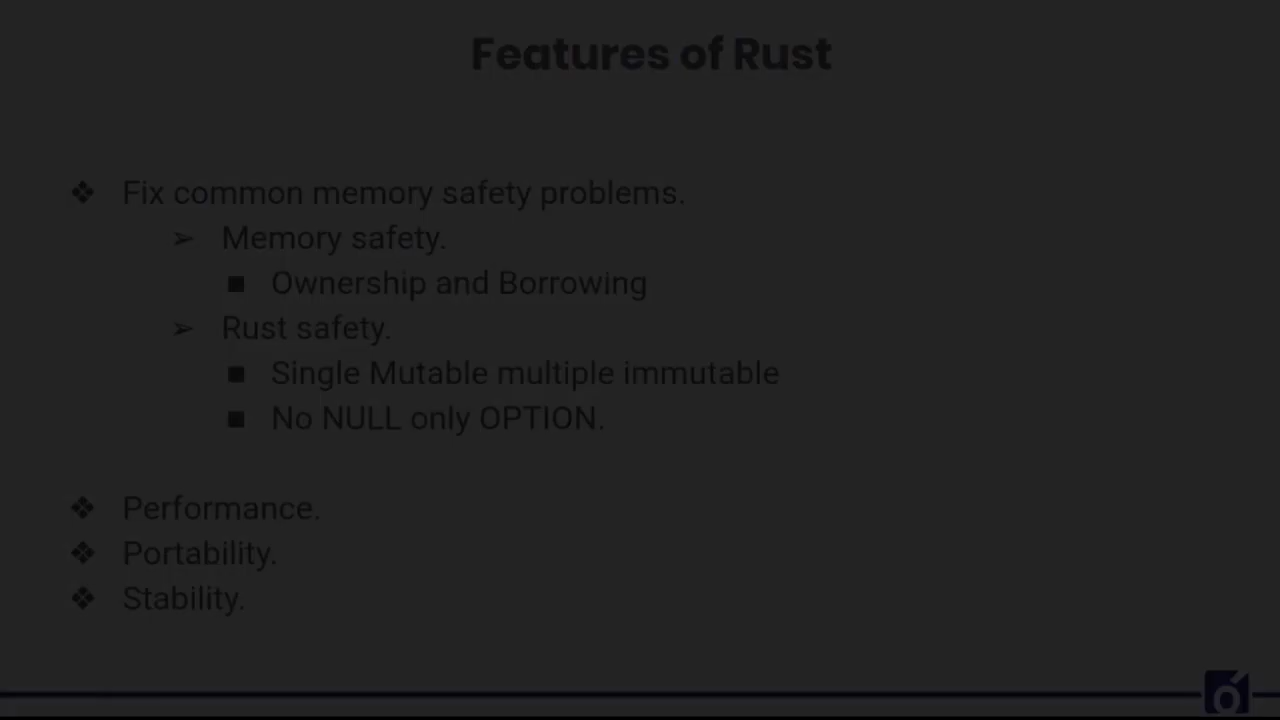 Features of Rust
❖ Fix common memory safety problems.
➢ Memory safety.
■ Ownership and Borrowing
➢ Rust safety.
■ Single Mutable multiple immutable
■ No NULL only OPTION.
❖ Performance.
❖ Portability.
❖ Stability.